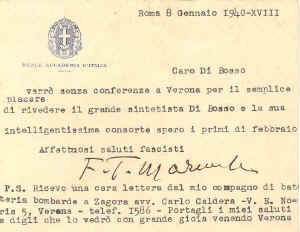 Roma 8 Gennaio 1940-XVIII
REALE ACCADEMIA D'ITALIA
Caro Di Bosso
verrò senza conferenze a Verona per il semplice
piacere
di rivedere il grande sintetista Di Bosso e la sua
intelligentissima consorte spero i primi di febbraio
Affettuosi saluti fascisti
F. T. Marinetti
P.S. Ricevo una cara lettera dal mio compagno di bat
teria bombarde a Zagora avv. Carlo Caldera -V. E. No
ris 5, Verona - telef. 1586 - Portagli i miei saluti
e digli che lo vedrò con grande gioia venendo Verona